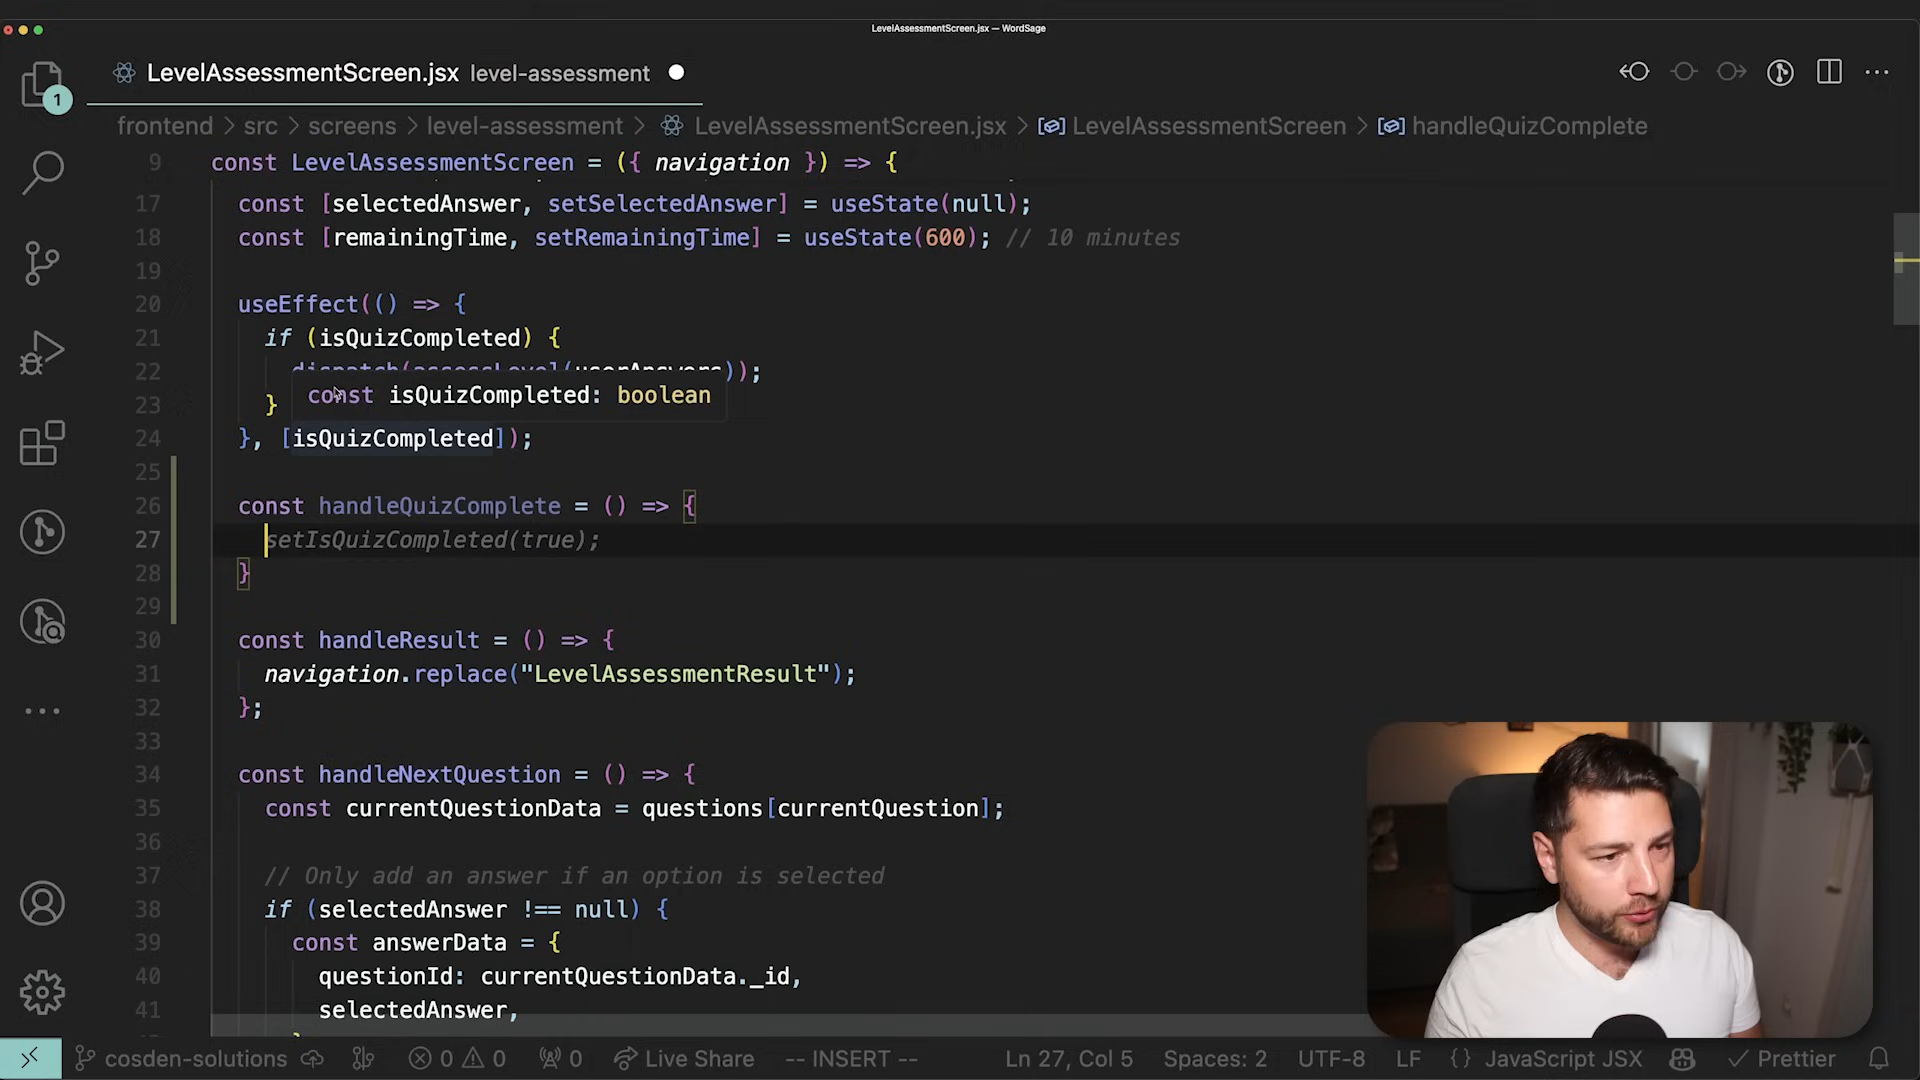 LevelAssessmentScreen.jsx — WordSage
LevelAssessmentScreen.jsx level-assessment
1
frontend > src > screens > level-assessment > LevelAssessmentScreen.jsx > LevelAssessmentScreen > handleQuizComplete
9 const LevelAssessmentScreen = ({ navigation }) => {
17 const [selectedAnswer, setSelectedAnswer] = useState(null);
18 const [remainingTime, setRemainingTime] = useState(600); // 10 minutes
19
20 useEffect(() => {
21 if (isQuizCompleted) {
22 dispatch(assessLevel(userAnswers));
const isQuizCompleted: boolean
23 }
24 }, [isQuizCompleted]);
25
26 const handleQuizComplete = () => {
27 setIsQuizCompleted(true);
28 }
29
30 const handleResult = () => {
31 navigation.replace("LevelAssessmentResult");
32 };
33
34 const handleNextQuestion = () => {
35 const currentQuestionData = questions[currentQuestion];
36
37 // Only add an answer if an option is selected
38 if (selectedAnswer !== null) {
39 const answerData = {
40 questionId: currentQuestionData._id,
41 selectedAnswer,
cosden-solutions 0 0 0 Live Share -- INSERT -- Ln 27, Col 5 Spaces: 2 UTF-8 LF {} JavaScript JSX Prettier